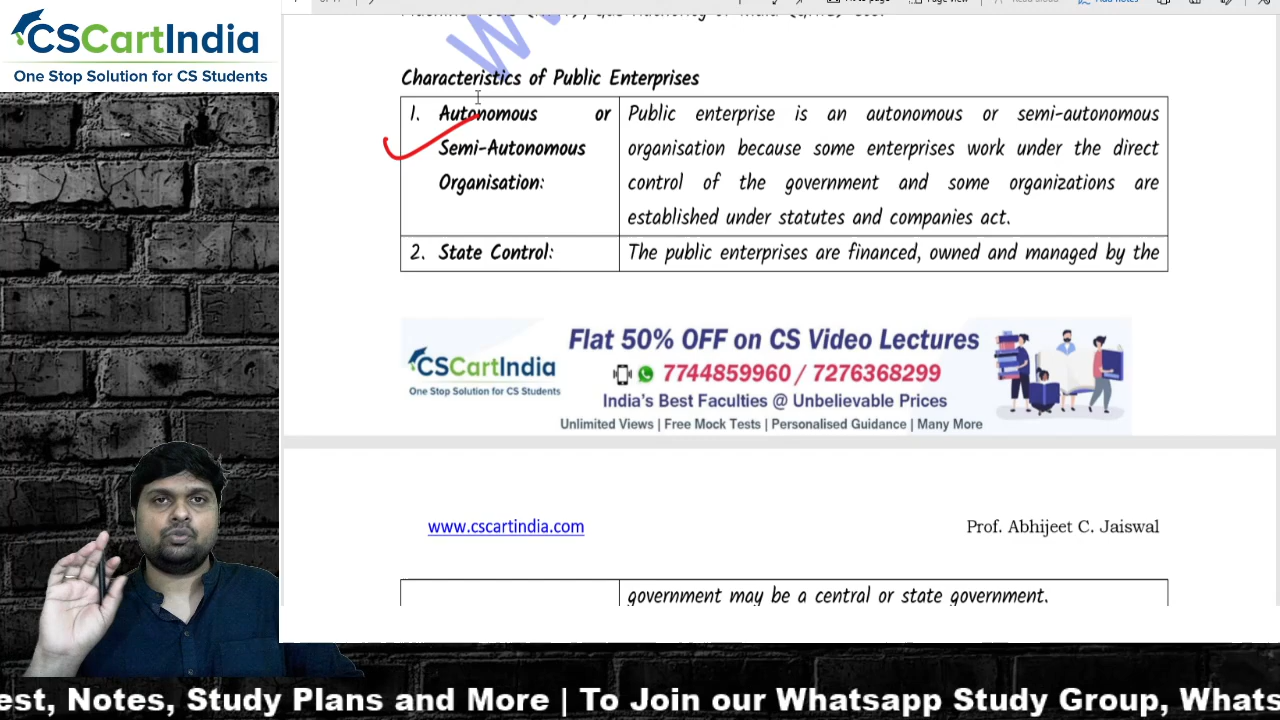 CSCartIndia
One Stop Solution for CS Students
Characteristics of Public Enterprises
1. Autonomous or Semi-Autonomous Organisation:
Public enterprise is an autonomous or semi-autonomous
organisation because some enterprises work under the direct
control of the government and some organizations are
established under statutes and companies act.
2. State Control:
The public enterprises are financed, owned and managed by the
CSCartIndia
One Stop Solution for CS Students
Flat 50% OFF on CS Video Lectures
7744859960 / 7276368299
India's Best Faculties @ Unbelievable Prices
Unlimited Views | Free Mock Tests | Personalised Guidance | Many More
www.cscartindia.com
Prof. Abhijeet C. Jaiswal
government may be a central or state government.
est, Notes, Study Plans and More | To Join our Whatsapp Study Group, Whats